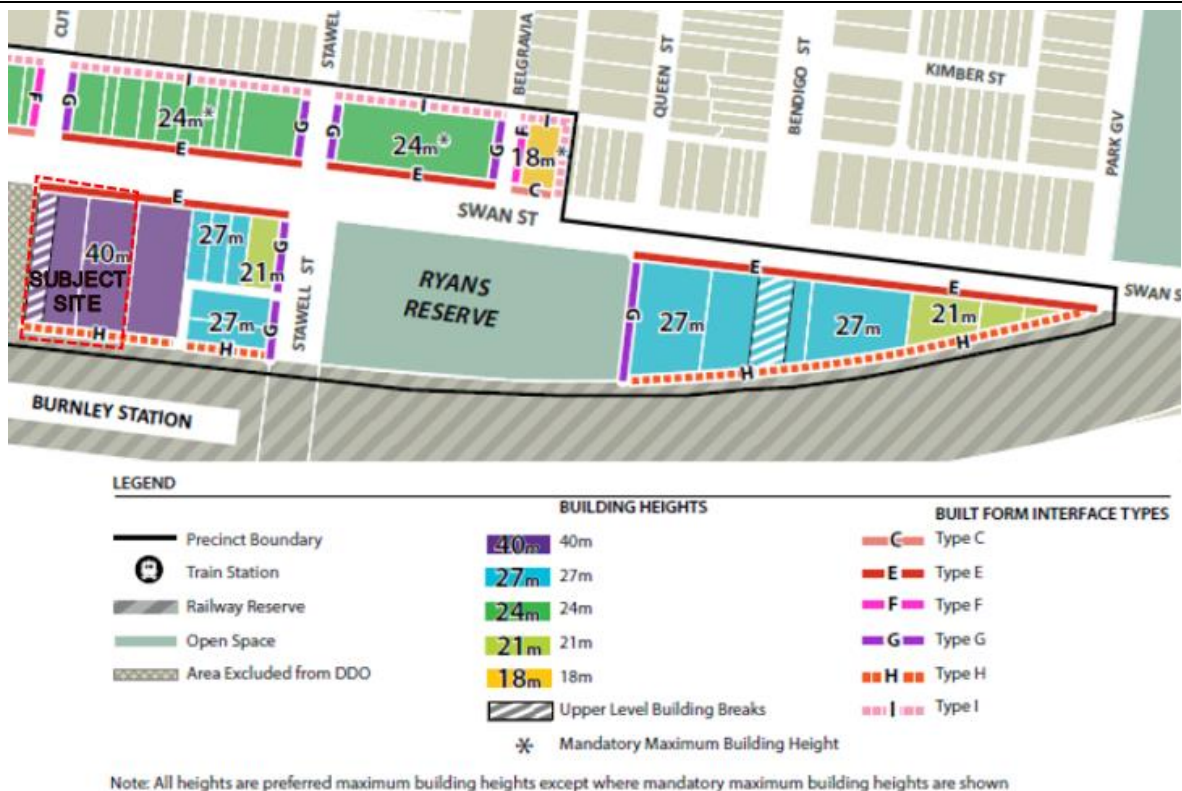 CUT
STAWELL
BELGRAVIA
QUEEN ST
BENDIGO ST
KIMBER ST
PARK GV
F
G
I
24m*
G
E
G
I
24m*
G
E
F
I
18m*
C
SWAN ST
E
40m
SUBJECT
SITE
H
27m
21m
G
27m
G
H
STAWELL ST
RYANS
RESERVE
G
E
27m
27m
E
21m
H
H
SWAN S
BURNLEY STATION
LEGEND
Precinct Boundary
Train Station
Railway Reserve
Open Space
Area Excluded from DDO
BUILDING HEIGHTS
40m 40m
27m 27m
24m 24m
21m 21m
18m 18m
Upper Level Building Breaks
* Mandatory Maximum Building Height
BUILT FORM INTERFACE TYPES
C Type C
E Type E
F Type F
G Type G
H Type H
I Type I
Note: All heights are preferred maximum building heights except where mandatory maximum building heights are shown